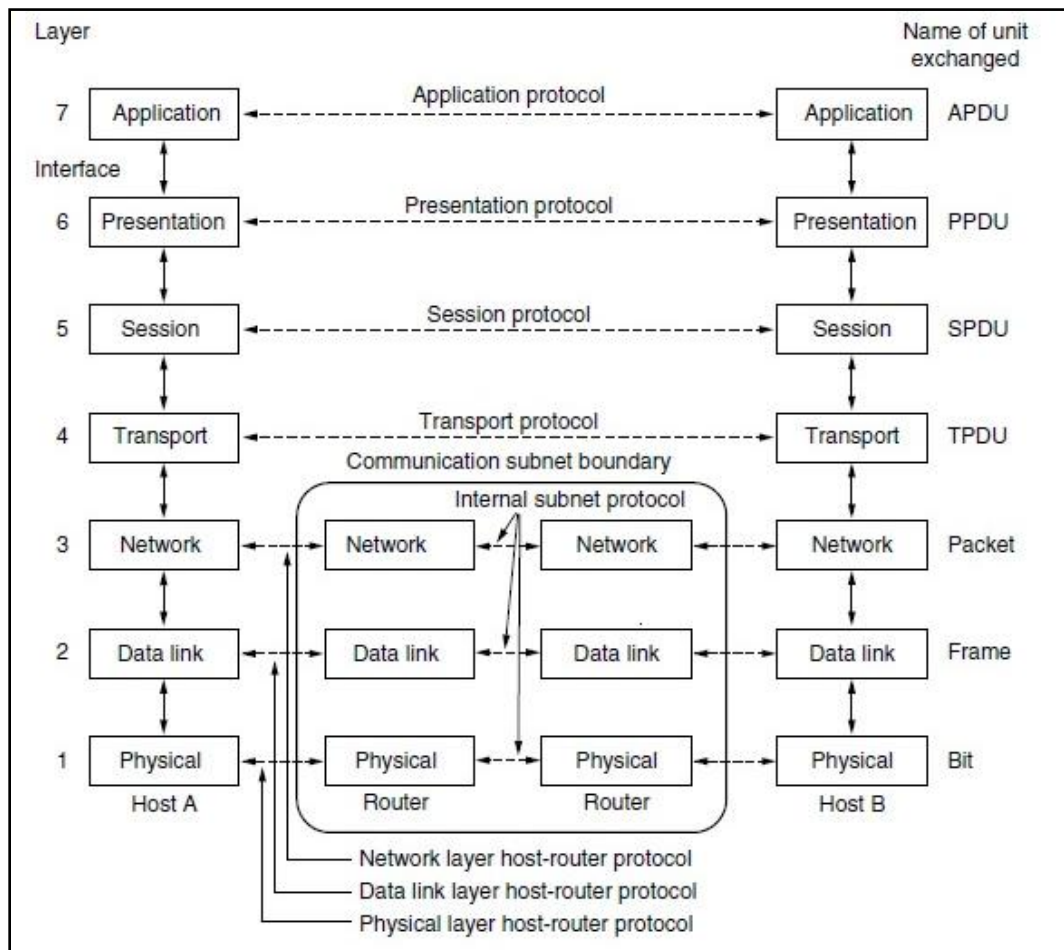 Layer
Name of unit
exchanged
7 Application Application protocol Application APDU
Interface
6 Presentation Presentation protocol Presentation PPDU
5 Session Session protocol Session SPDU
4 Transport Transport protocol Transport TPDU
Communication subnet boundary
Internal subnet protocol
3 Network Network Network Network Packet
2 Data link Data link Data link Data link Frame
1 Physical Physical Physical Physical Bit
Host A Router Router Host B
Network layer host-router protocol
Data link layer host-router protocol
Physical layer host-router protocol